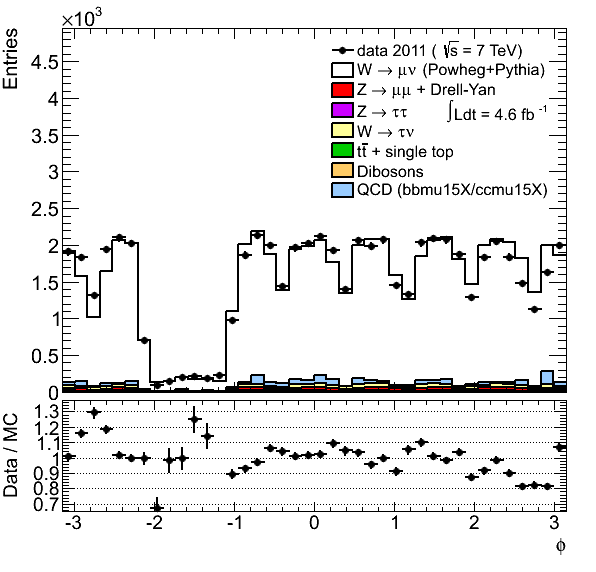 ×10³
Entries
4.5
4
3.5
3
2.5
2
1.5
1
0.5
0
data 2011 ( √s = 7 TeV)
W → μν (Powheg+Pythia)
Z → μμ + Drell-Yan
Z → ττ
∫Ldt = 4.6 fb⁻¹
W → τν
tt̄ + single top
Dibosons
QCD (bbmu15X/ccmu15X)
Data / MC
1.3
1.2
1.1
1
0.9
0.8
0.7
-3 -2 -1 0 1 2 3
ϕ